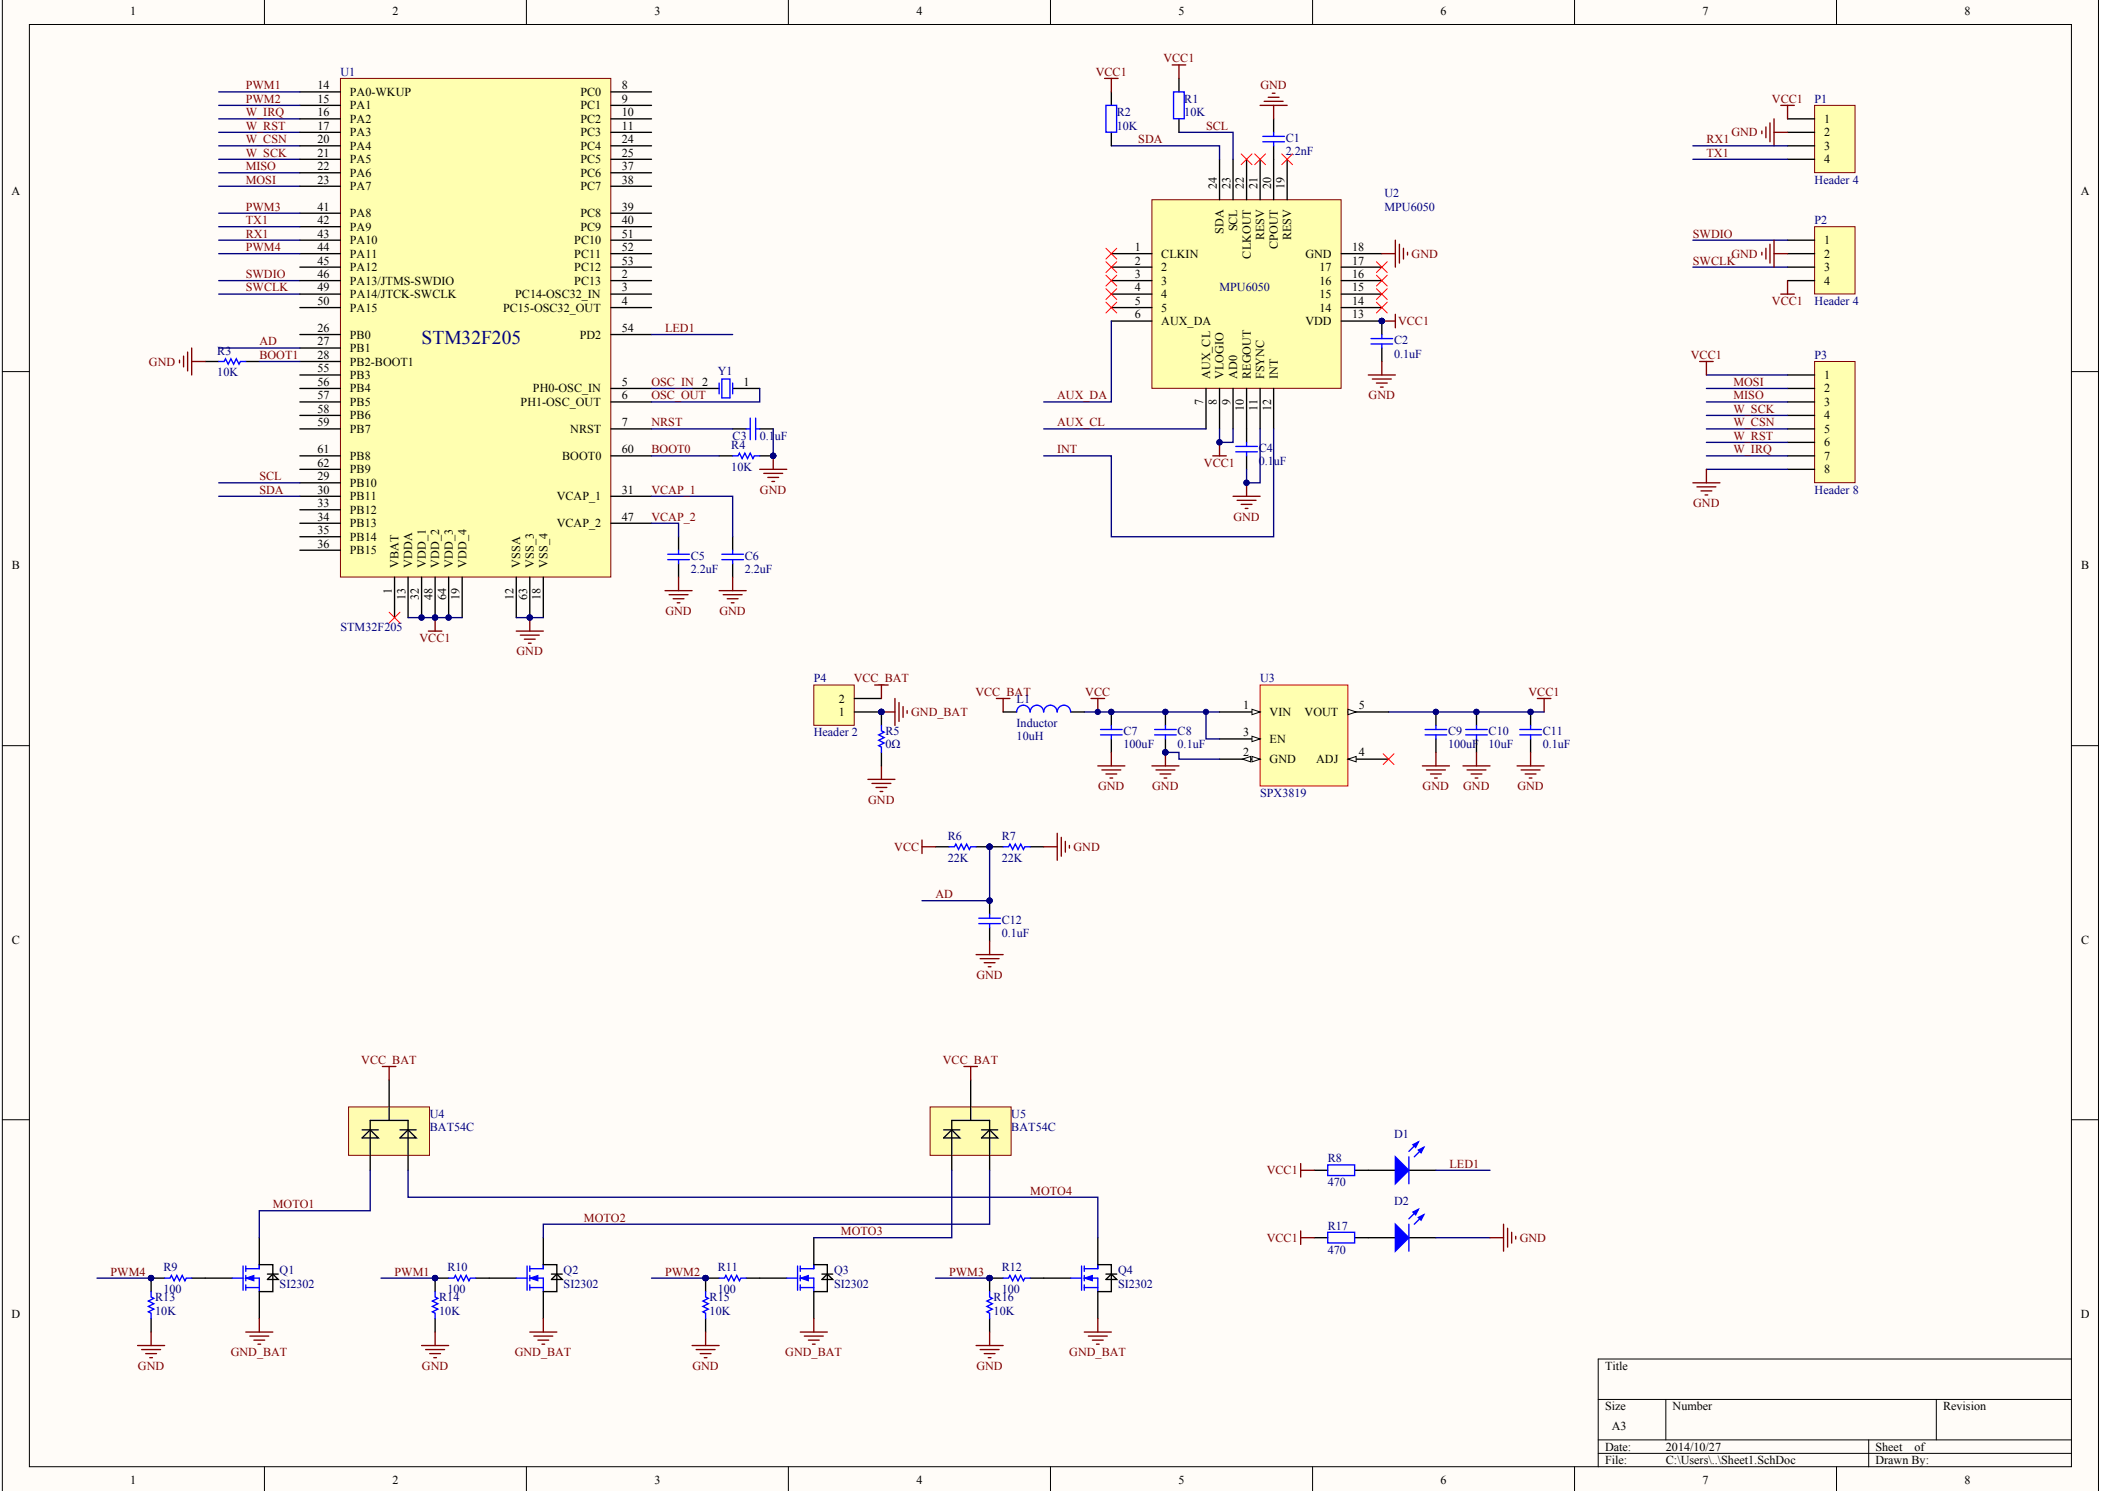 1 2 3 4 5 6 7 8
A
B
C
D
A
B
C
D
1 2 3 4 5 6 7 8
U1
PWM1 14 PA0-WKUP
PWM2 15 PA1
W_IRQ 16 PA2
W_RST 17 PA3
W_CSN 20 PA4
W_SCK 21 PA5
MISO 22 PA6
MOSI 23 PA7
PWM3 41 PA8
TX1 42 PA9
RX1 43 PA10
PWM4 44 PA11
45 PA12
SWDIO 46 PA13/JTMS-SWDIO
SWCLK 49 PA14/JTCK-SWCLK
50 PA15
26 PB0
AD 27 PB1
BOOT1 28 PB2-BOOT1
GND R3
10K
55 PB3
56 PB4
57 PB5
58 PB6
59 PB7
61 PB8
62 PB9
SCL 29 PB10
SDA 30 PB11
33 PB12
34 PB13
35 PB14
36 PB15
STM32F205
PC0 8
PC1 9
PC2 10
PC3 11
PC4 24
PC5 25
PC6 37
PC7 38
PC8 39
PC9 40
PC10 51
PC11 52
PC12 53
PC13 2
PC14-OSC32_IN 3
PC15-OSC32_OUT 4
PD2 54 LED1
PH0-OSC_IN 5 OSC_IN 2 Y1 1
PH1-OSC_OUT 6 OSC_OUT
NRST 7 NRST
C3 0.1uF
BOOT0 60 BOOT0
R4
10K
GND
VCAP_1 31 VCAP_1
VCAP_2 47 VCAP_2
C5
2.2uF
GND
C6
2.2uF
GND
VBAT VDDA VDD_1 VDD_2 VDD_3 VDD_4 VSSA VSS_3 VSS_4
1 13 32 48 64 19 12 63 18
STM32F205
VCC1
GND
VCC1
R2
10K
SDA
VCC1
R1
10K
SCL
GND
C1
2.2nF
24 23 22 21 20 19
SDA SCL CLKOUT RESV CPOUT RESV
U2
MPU6050
MPU6050
1 CLKIN
2 2
3 3
4 4
5 5
6 AUX_DA
GND 18 GND
17 17
16 16
15 15
14 14
VDD 13 VCC1
C2
0.1uF
GND
AUX_CL VLOGIO AD0 REGOUT FSYNC INT
7 8 9 10 11 12
AUX_DA
AUX_CL
INT
VCC1
C4
0.1uF
GND
VCC1 P1
1
GND 2
RX1 3
TX1 4
Header 4
P2
SWDIO 1
GND 2
SWCLK 3
4
VCC1
Header 4
VCC1 P3
1
MOSI 2
MISO 3
W_SCK 4
W_CSN 5
W_RST 6
W_IRQ 7
8
GND
Header 8
P4 VCC_BAT
2
1 GND_BAT
Header 2
R5
0Ω
GND
VCC_BAT L1 VCC
Inductor
10uH
C7
100uF
GND
C8
0.1uF
GND
U3
1 VIN VOUT 5
3 EN
2 GND ADJ 4
SPX3819
VCC1
C9
100uF
GND
C10
10uF
GND
C11
0.1uF
GND
VCC R6 R7 GND
22K 22K
AD
C12
0.1uF
GND
VCC_BAT
U4
BAT54C
VCC_BAT
U5
BAT54C
MOTO1
MOTO2
MOTO3
MOTO4
PWM4 R9
100
R13
10K
GND
Q1
SI2302
GND_BAT
PWM1 R10
100
R14
10K
GND
Q2
SI2302
GND_BAT
PWM2 R11
100
R15
10K
GND
Q3
SI2302
GND_BAT
PWM3 R12
100
R16
10K
GND
Q4
SI2302
GND_BAT
D1
VCC1 R8 LED1
470
D2
VCC1 R17 GND
470
Title
Size Number Revision
A3
Date: 2014/10/27 Sheet of
File: C:\Users\..\Sheet1.SchDoc Drawn By: